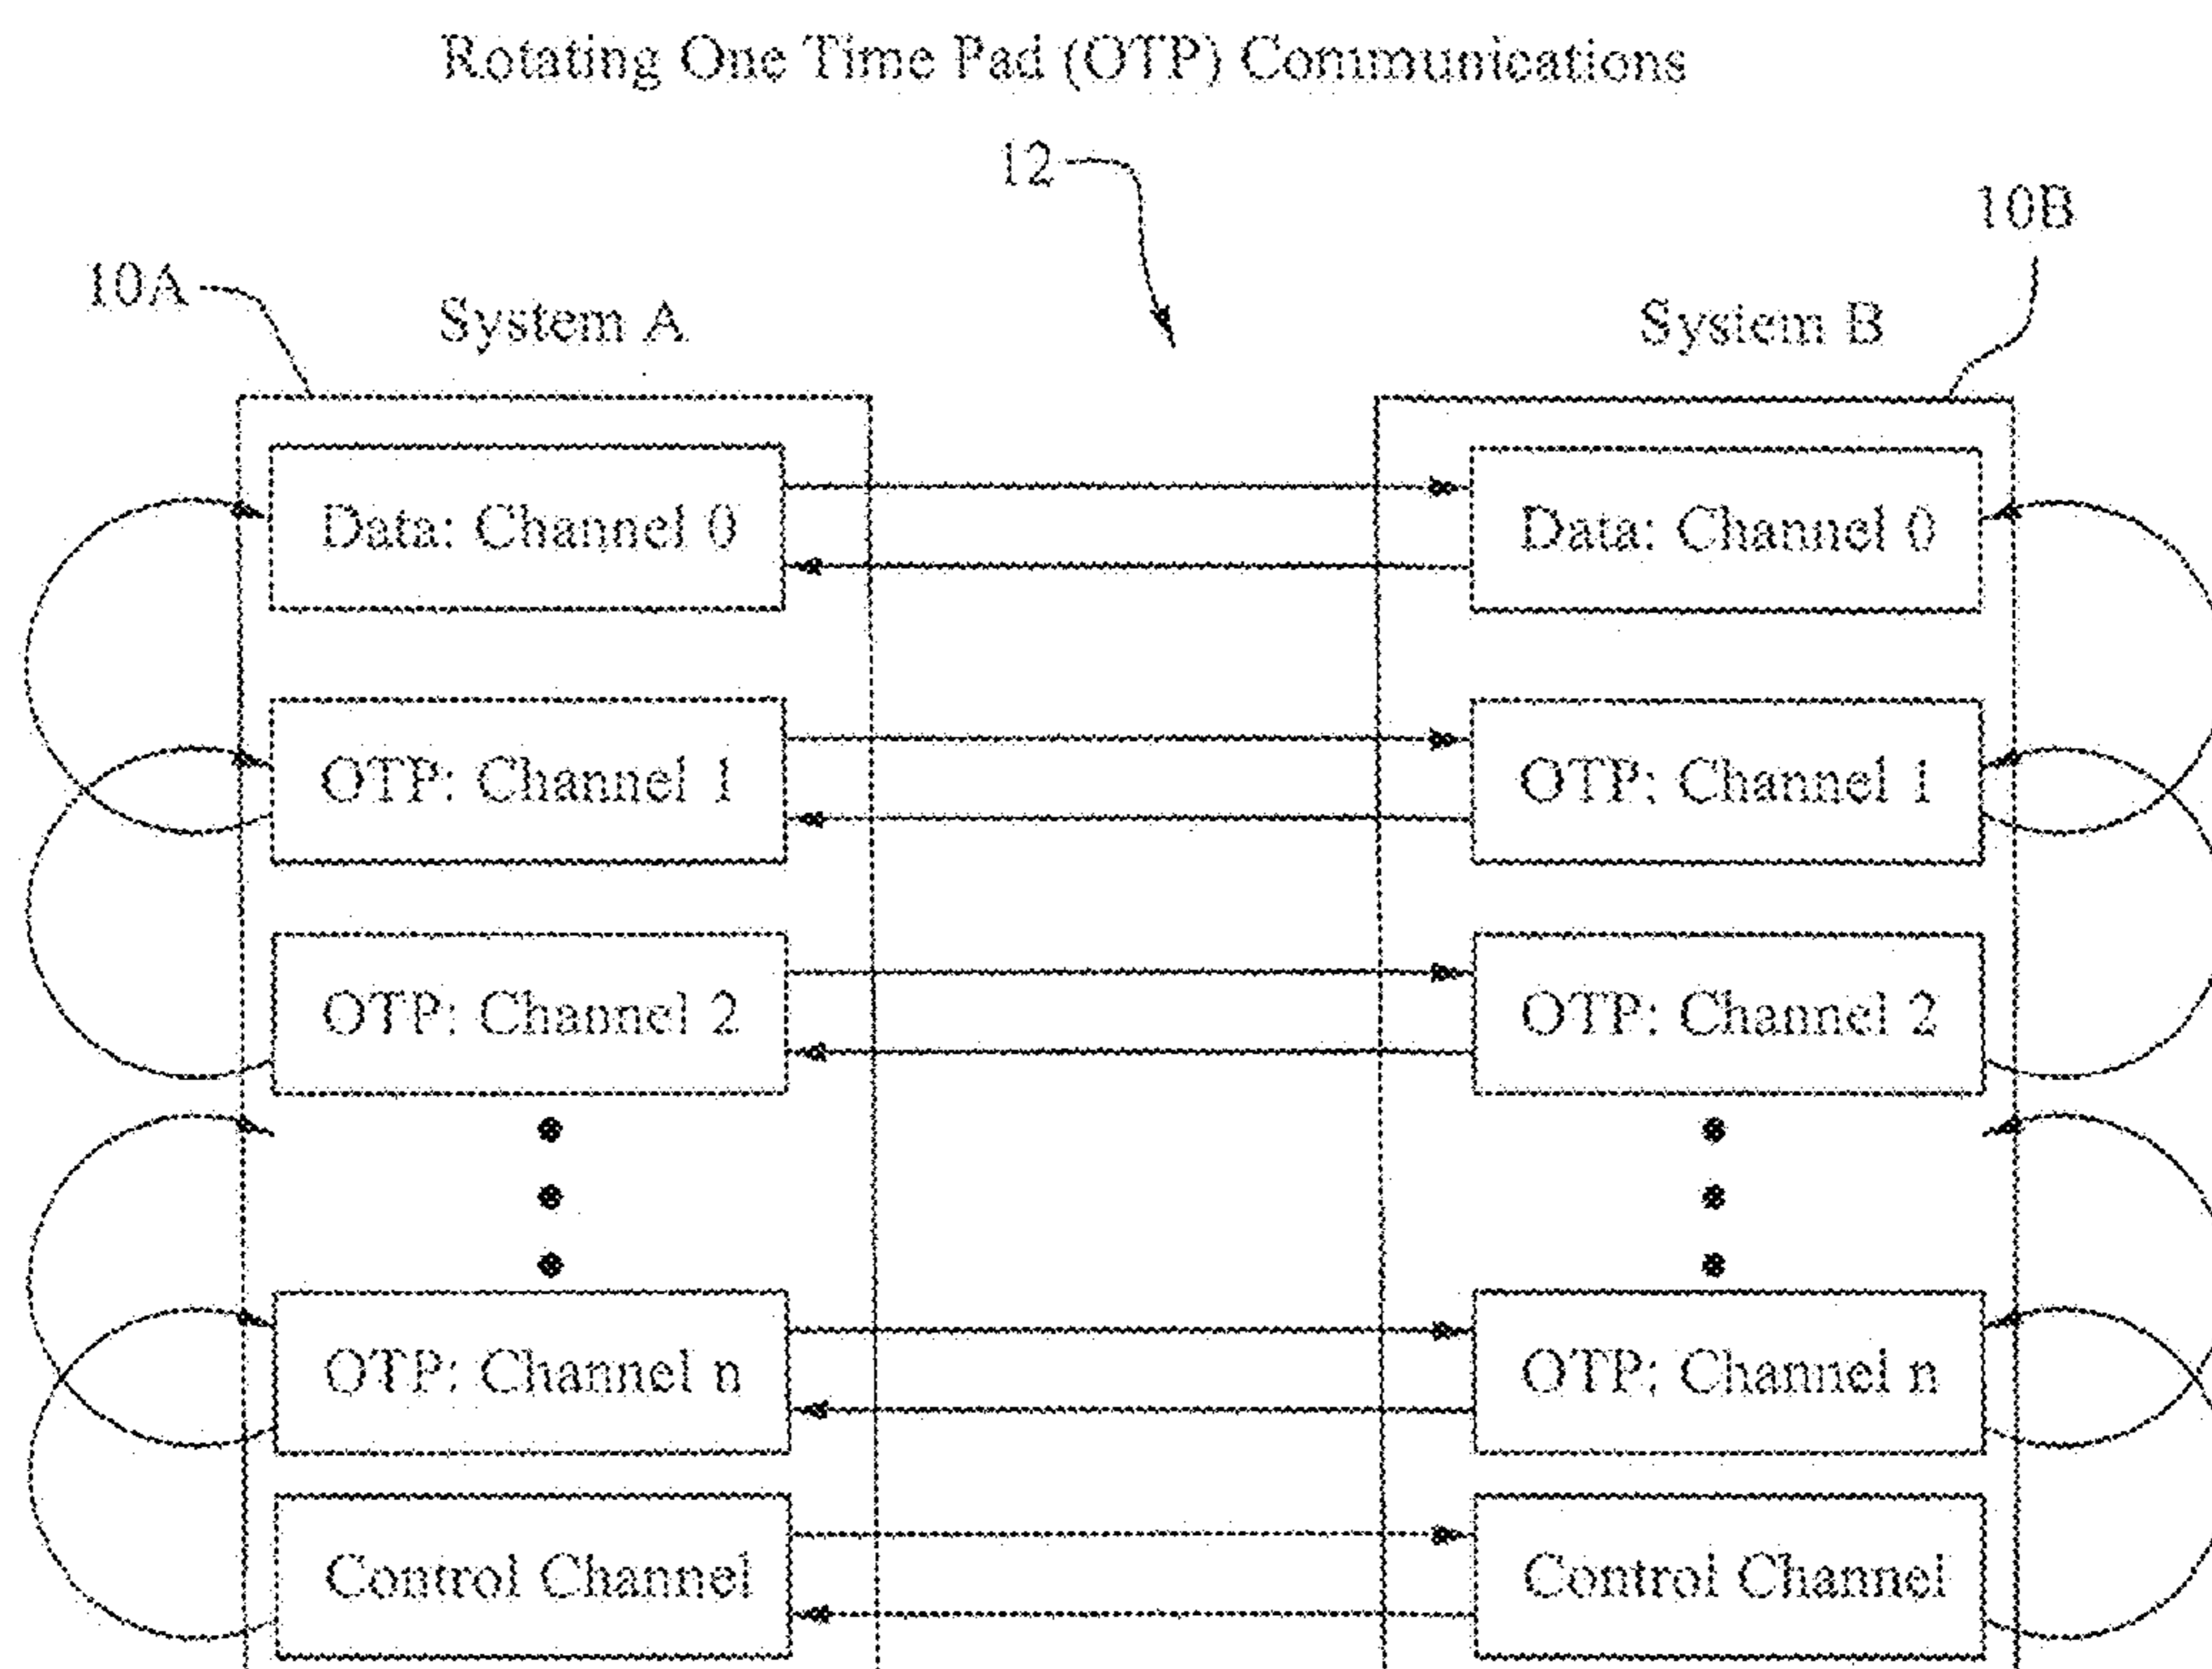 Rotating One Time Pad (OTP) Communications
12
10B
10A
System A
System B
Data: Channel 0
Data: Channel 0
OTP: Channel 1
OTP: Channel 1
OTP: Channel 2
OTP: Channel 2
OTP: Channel n
OTP: Channel n
Control Channel
Control Channel